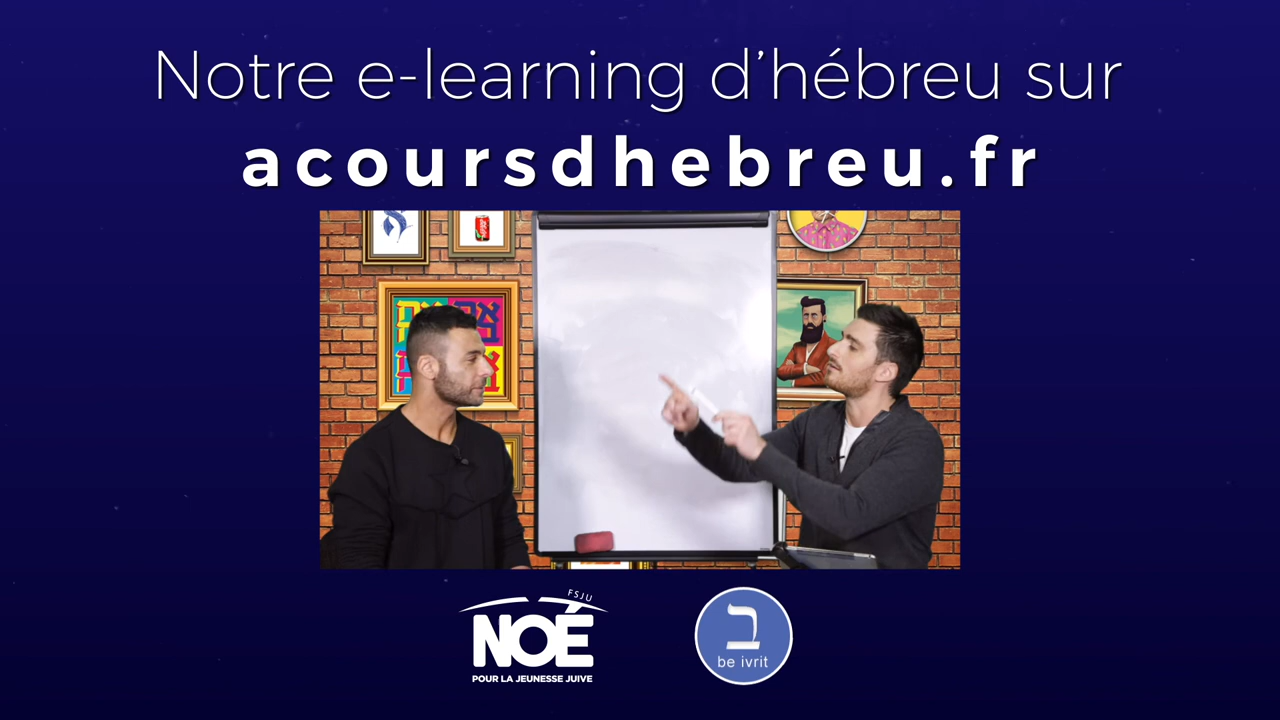 Notre e-learning d’hébreu sur
acoursdhebreu.fr
FSJU
NOÉ
POUR LA JEUNESSE JUIVE
ב
be ivrit